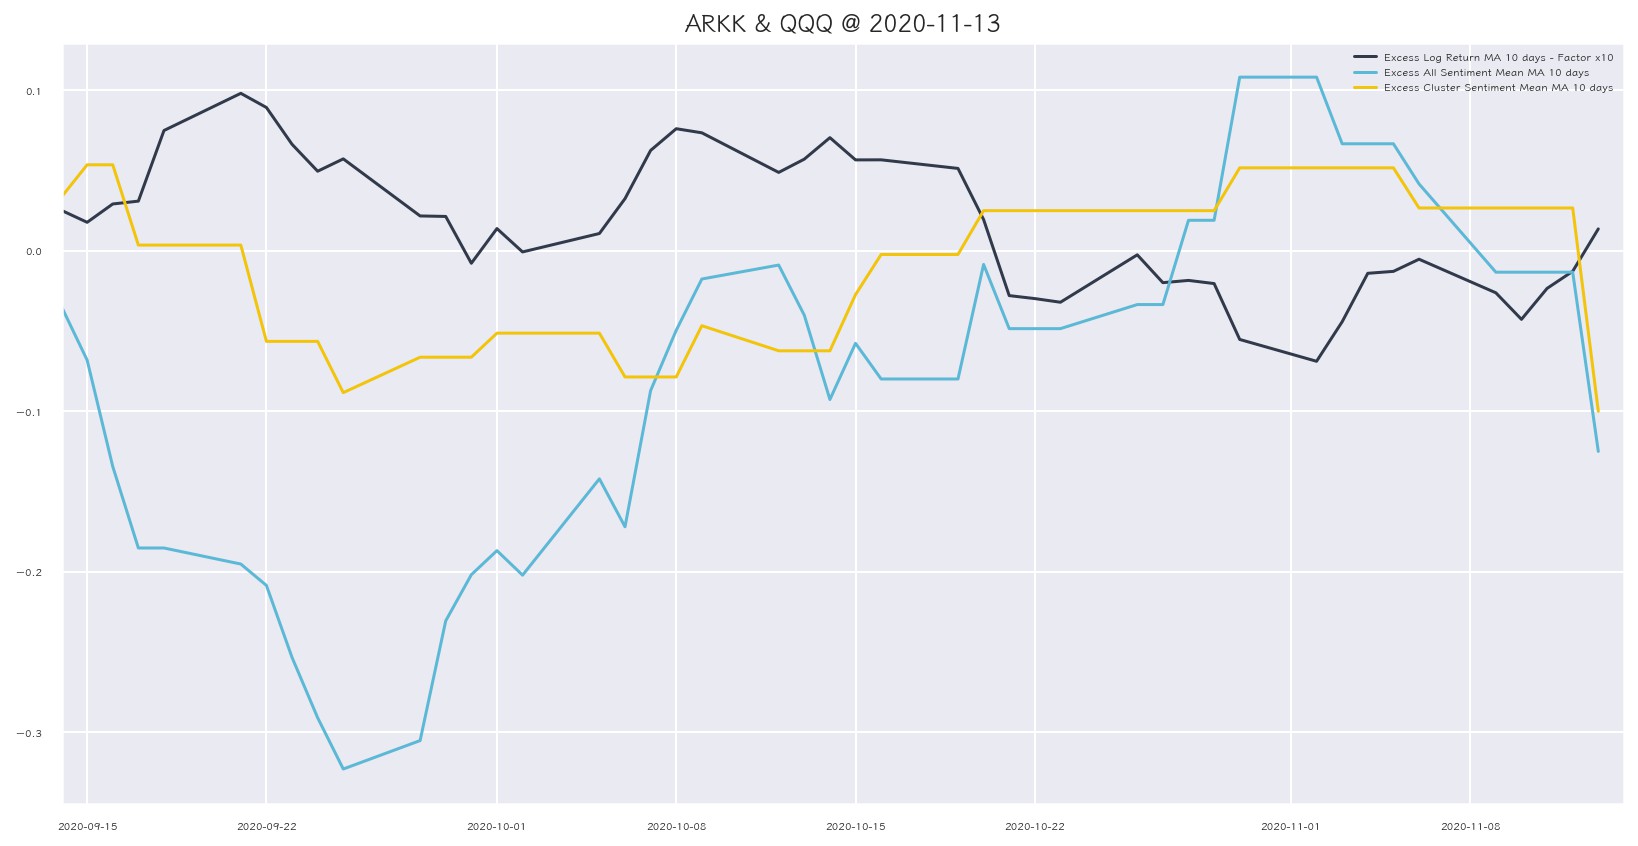 ARKK & QQQ @ 2020-11-13
Excess Log Return MA 10 days - Factor x10
Excess All Sentiment Mean MA 10 days
Excess Cluster Sentiment Mean MA 10 days
0.1
0.0
−0.1
−0.2
−0.3
2020-09-15 2020-09-22 2020-10-01 2020-10-08 2020-10-15 2020-10-22 2020-11-01 2020-11-08